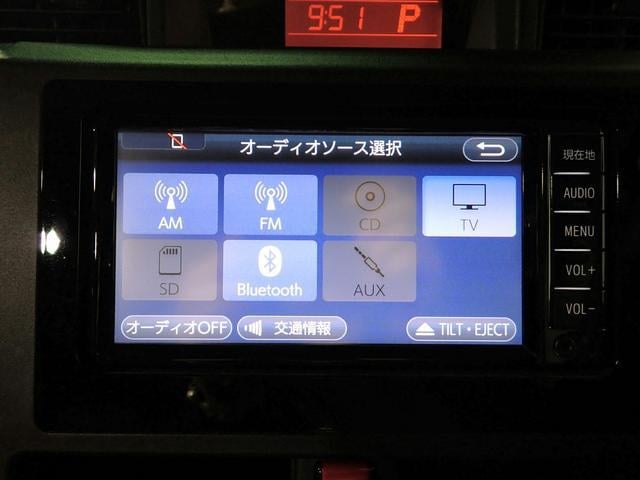 9:51 P
オーディオソース選択
現在地
AM
FM
CD
TV
AUDIO
MENU
SD
Bluetooth
AUX
VOL+
VOL-
オーディオOFF
交通情報
TILT・EJECT